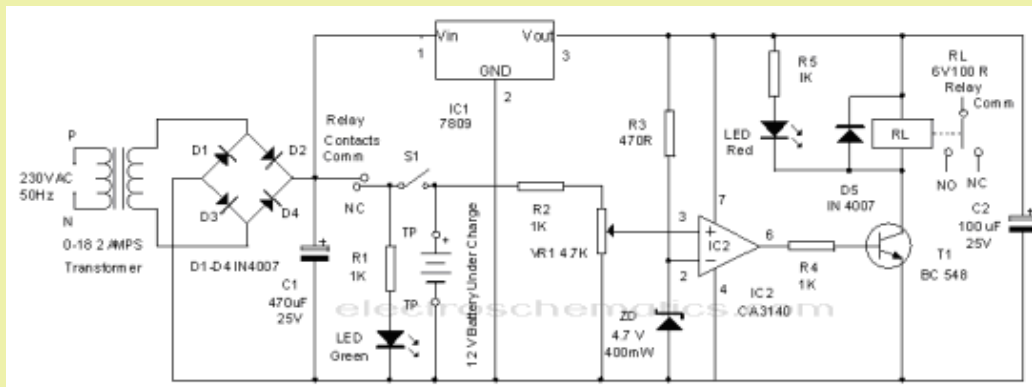 P
230VAC
50Hz
N
0-18 2 AMPS
Transformer
D1
D2
D3
D4
D1-D4 IN4007
C1
470uF
25V
Relay
Contacts
Comm
NC
S1
R1
1K
LED
Green
TP
+
TP
12 V Battery Under Charge
Vin
Vout
GND
1
3
2
IC1
7809
R2
1K
VR1 4.7K
R3
470R
ZD
4.7 V
400mW
3
+
2
−
7
IC2
6
4
IC2
CA3140
R4
1K
R5
1K
LED
Red
D5
IN 4007
RL
RL
6V100 R
Relay
Comm
NO
NC
T1
BC 548
C2
100 uF
25V
electroschematics.com